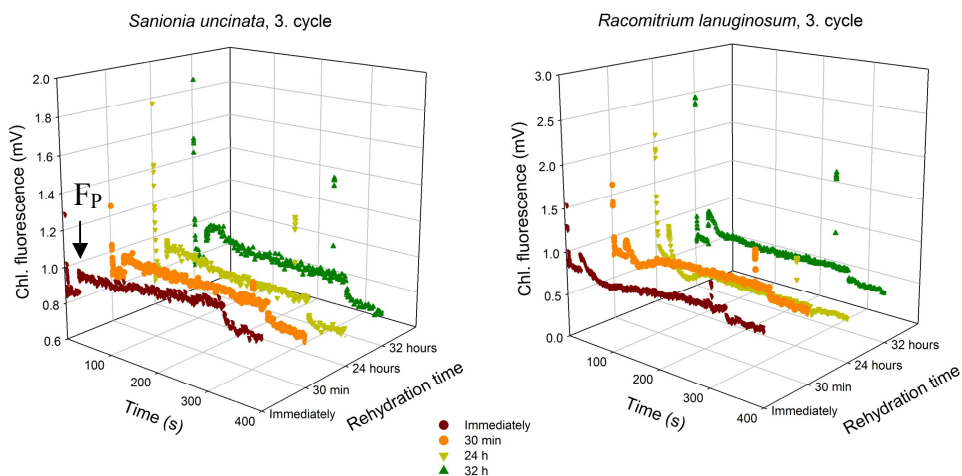 Sanionia uncinata, 3. cycle
Chl. fluorescence (mV)
2.0
1.8
1.6
1.4
1.2
1.0
0.8
0.6
FP
100
200
300
400
Time (s)
Immediately
30 min
24 hours
32 hours
Rehydration time
Racomitrium lanuginosum, 3. cycle
Chl. fluorescence (mV)
3.0
2.5
2.0
1.5
1.0
0.5
0.0
100
200
300
400
Time (s)
Immediately
30 min
24 hours
32 hours
Rehydration time
Immediately
30 min
24 h
32 h